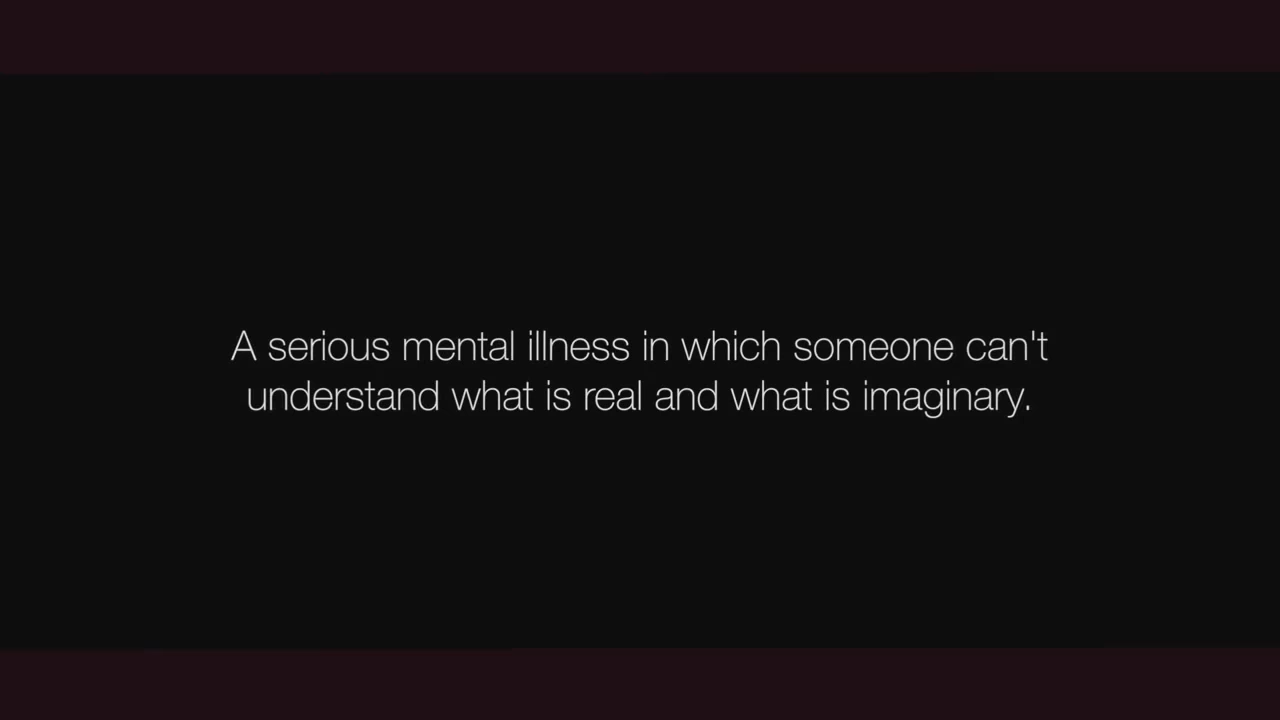 A serious mental illness in which someone can't
understand what is real and what is imaginary.